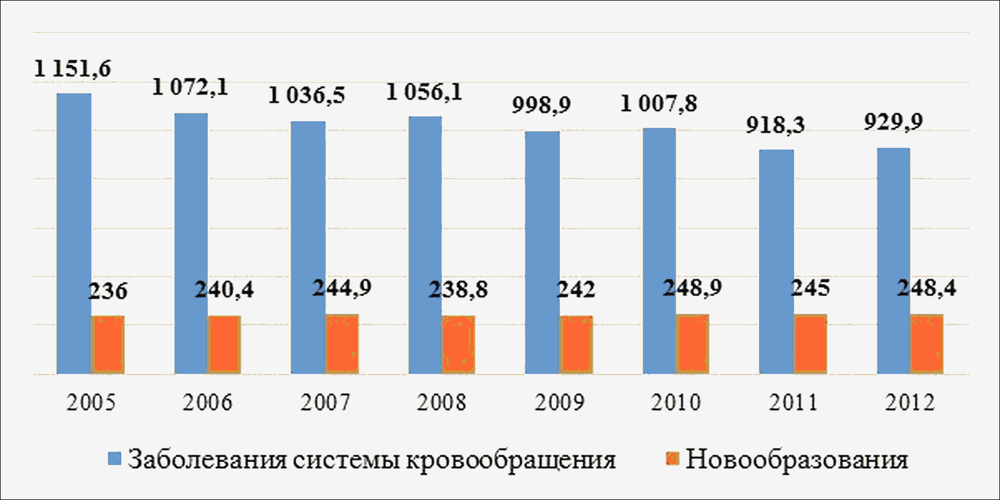 1 151,6 1 072,1 1 036,5 1 056,1 998,9 1 007,8 918,3 929,9
236 240,4 244,9 238,8 242 248,9 245 248,4
2005 2006 2007 2008 2009 2010 2011 2012
Заболевания системы кровообращения Новообразования